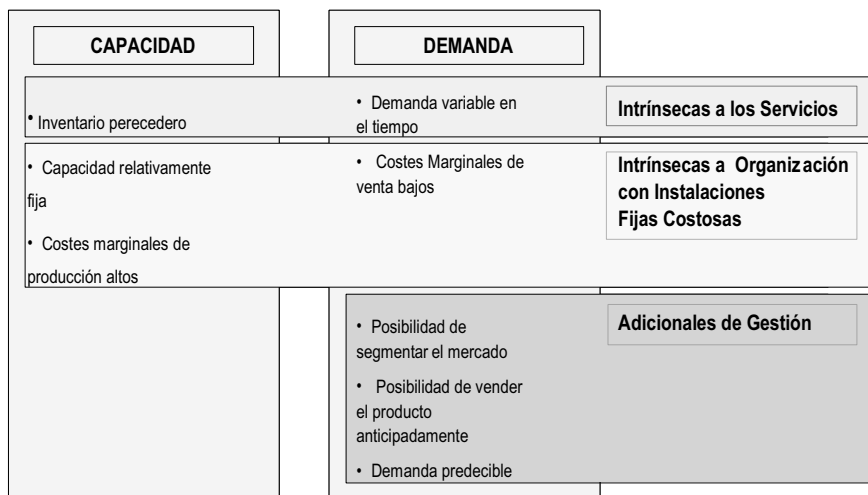 CAPACIDAD
DEMANDA
• Inventario perecedero
• Demanda variable en
el tiempo
Intrínsecas a los Servicios
• Capacidad relativamente
fija
• Costes marginales de
producción altos
• Costes Marginales de
venta bajos
Intrínsecas a Organización
con Instalaciones
Fijas Costosas
• Posibilidad de
segmentar el mercado
• Posibilidad de vender
el producto
anticipadamente
• Demanda predecible
Adicionales de Gestión